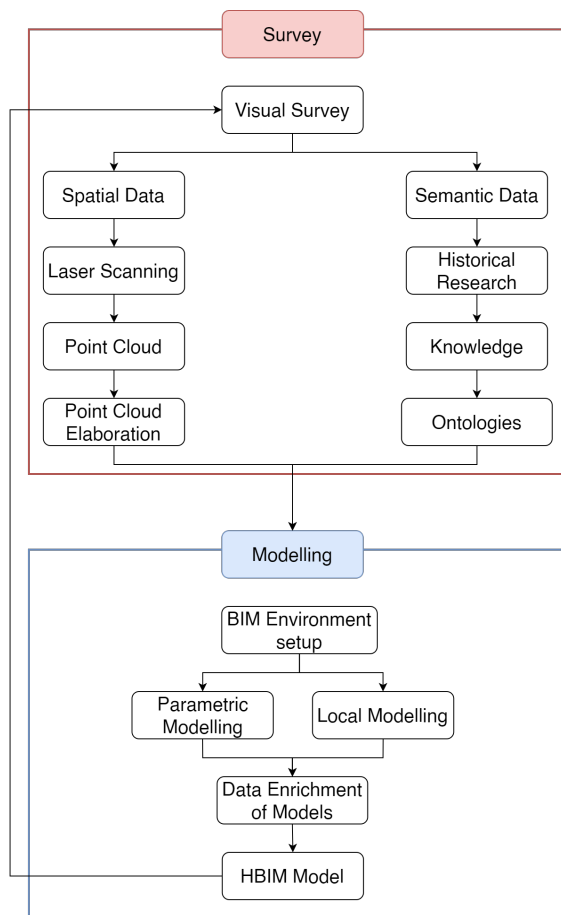 Survey
Visual Survey
Spatial Data
Semantic Data
Laser Scanning
Historical
Research
Point Cloud
Knowledge
Point Cloud
Elaboration
Ontologies
Modelling
BIM Environment
setup
Parametric
Modelling
Local Modelling
Data Enrichment
of Models
HBIM Model